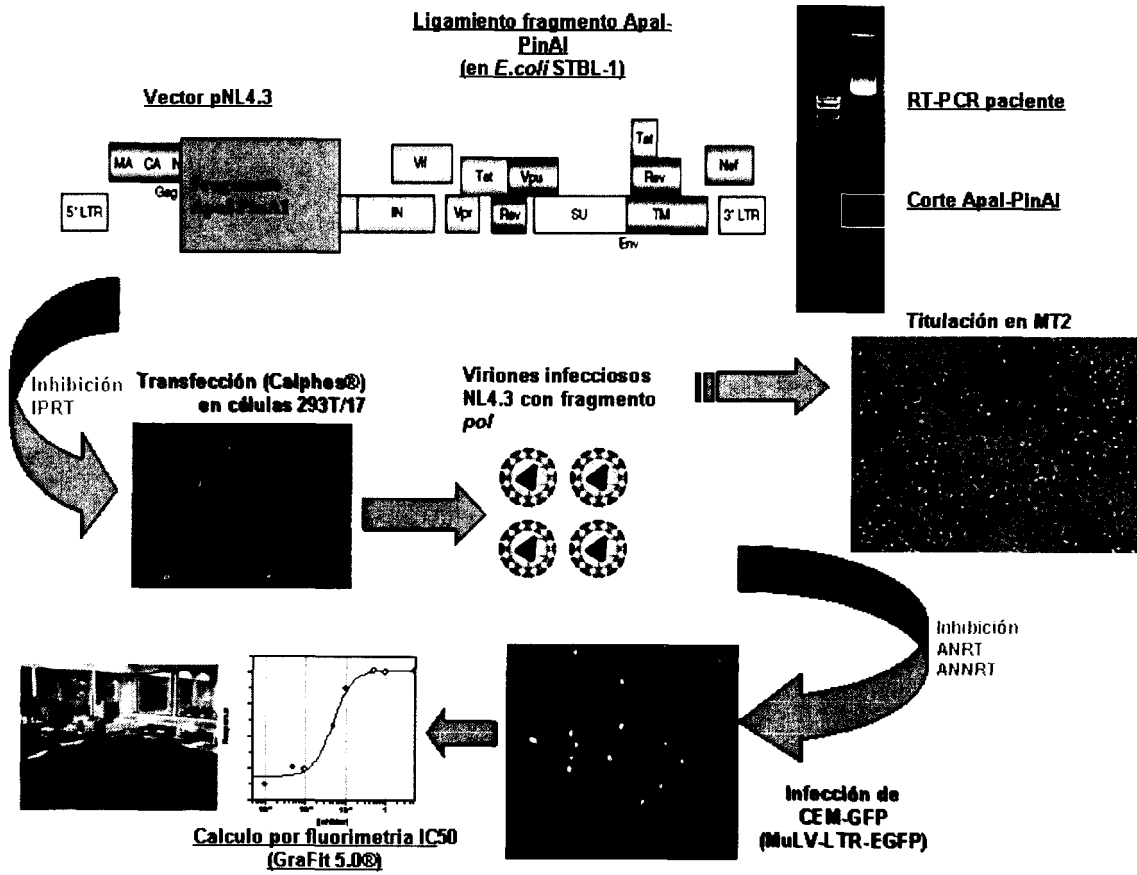 Ligamiento fragmento ApaI-
PinAI
(en E.coli STBL-1)
Vector pNL4.3
RT-PCR paciente
Corte ApaI-PinAI
MA CA N
Gag
ApaI-PinAI
5' LTR
IN
Vif
Vpr
Tat
Rev
Vpu
SU
Tat
Rev
TM
Env
Nef
3' LTR
Inhibición
IPRT
Transfección (Calphos®)
en células 293T/17
Viriones infecciosos
NL4.3 con fragmento
pol
Titulación en MT2
Inhibición
ANRT
ANNRT
Infección de
CEM-GFP
(MuLV-LTR-EGFP)
Calculo por fluorimetria IC50
(GraFit 5.0®)